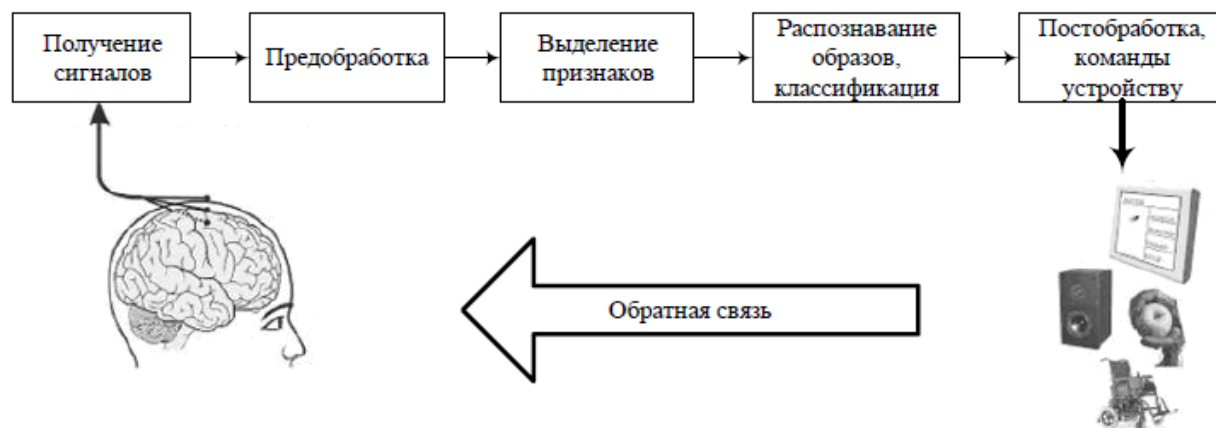 Получение
сигналов
Предобработка
Выделение
признаков
Распознавание
образов,
классификация
Постобработка,
команды
устройству
Обратная связь